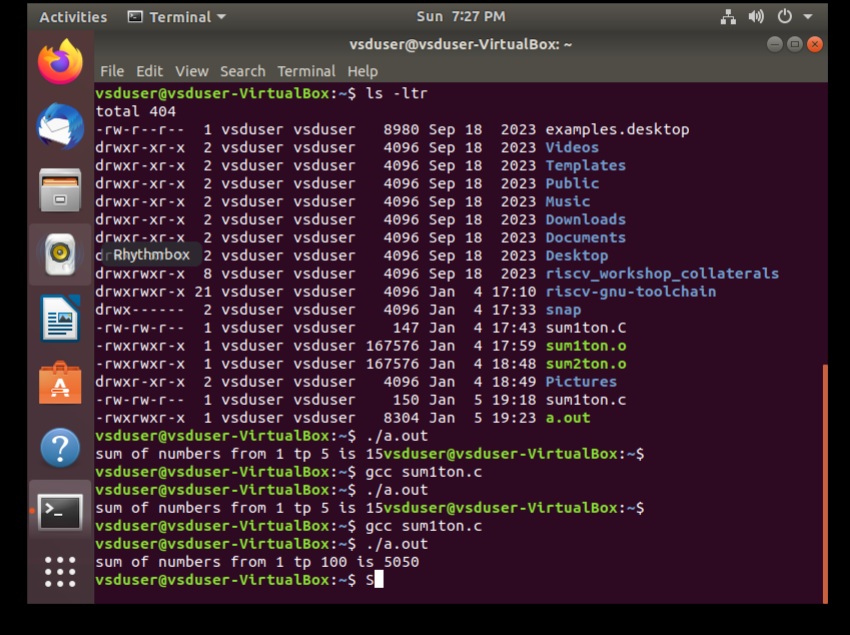 Activities Terminal Sun 7:27 PM
vsduser@vsduser-VirtualBox: ~
File Edit View Search Terminal Help
vsduser@vsduser-VirtualBox:~$ ls -ltr
total 404
-rw-r--r-- 1 vsduser vsduser 8980 Sep 18 2023 examples.desktop
drwxr-xr-x 2 vsduser vsduser 4096 Sep 18 2023 Videos
drwxr-xr-x 2 vsduser vsduser 4096 Sep 18 2023 Templates
drwxr-xr-x 2 vsduser vsduser 4096 Sep 18 2023 Public
drwxr-xr-x 2 vsduser vsduser 4096 Sep 18 2023 Music
drwxr-xr-x 2 vsduser vsduser 4096 Sep 18 2023 Downloads
drwxr-xr-x 2 vsduser vsduser 4096 Sep 18 2023 Documents
Rhythmbox 2 vsduser vsduser 4096 Sep 18 2023 Desktop
drwxrwxr-x 8 vsduser vsduser 4096 Sep 18 2023 riscv_workshop_collaterals
drwxrwxr-x 21 vsduser vsduser 4096 Jan 4 17:10 riscv-gnu-toolchain
drwx------ 2 vsduser vsduser 4096 Jan 4 17:33 snap
-rw-rw-r-- 1 vsduser vsduser 147 Jan 4 17:43 sum1ton.C
-rwxrwxr-x 1 vsduser vsduser 167576 Jan 4 17:59 sum1ton.o
-rwxrwxr-x 1 vsduser vsduser 167576 Jan 4 18:48 sum2ton.o
drwxr-xr-x 2 vsduser vsduser 4096 Jan 4 18:49 Pictures
-rw-rw-r-- 1 vsduser vsduser 150 Jan 5 19:18 sum1ton.c
-rwxrwxr-x 1 vsduser vsduser 8304 Jan 5 19:23 a.out
vsduser@vsduser-VirtualBox:~$ ./a.out
sum of numbers from 1 tp 5 is 15vsduser@vsduser-VirtualBox:~$
vsduser@vsduser-VirtualBox:~$ gcc sum1ton.c
vsduser@vsduser-VirtualBox:~$ ./a.out
sum of numbers from 1 tp 5 is 15vsduser@vsduser-VirtualBox:~$
vsduser@vsduser-VirtualBox:~$ gcc sum1ton.c
vsduser@vsduser-VirtualBox:~$ ./a.out
sum of numbers from 1 tp 100 is 5050
vsduser@vsduser-VirtualBox:~$ S